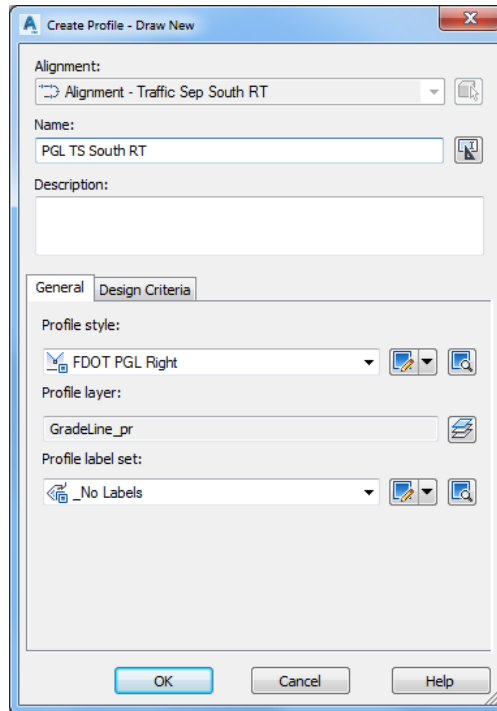 Create Profile - Draw New
Alignment:
Alignment - Traffic Sep South RT
Name:
PGL TS South RT
Description:
General Design Criteria
Profile style:
FDOT PGL Right
Profile layer:
GradeLine_pr
Profile label set:
_No Labels
OK Cancel Help